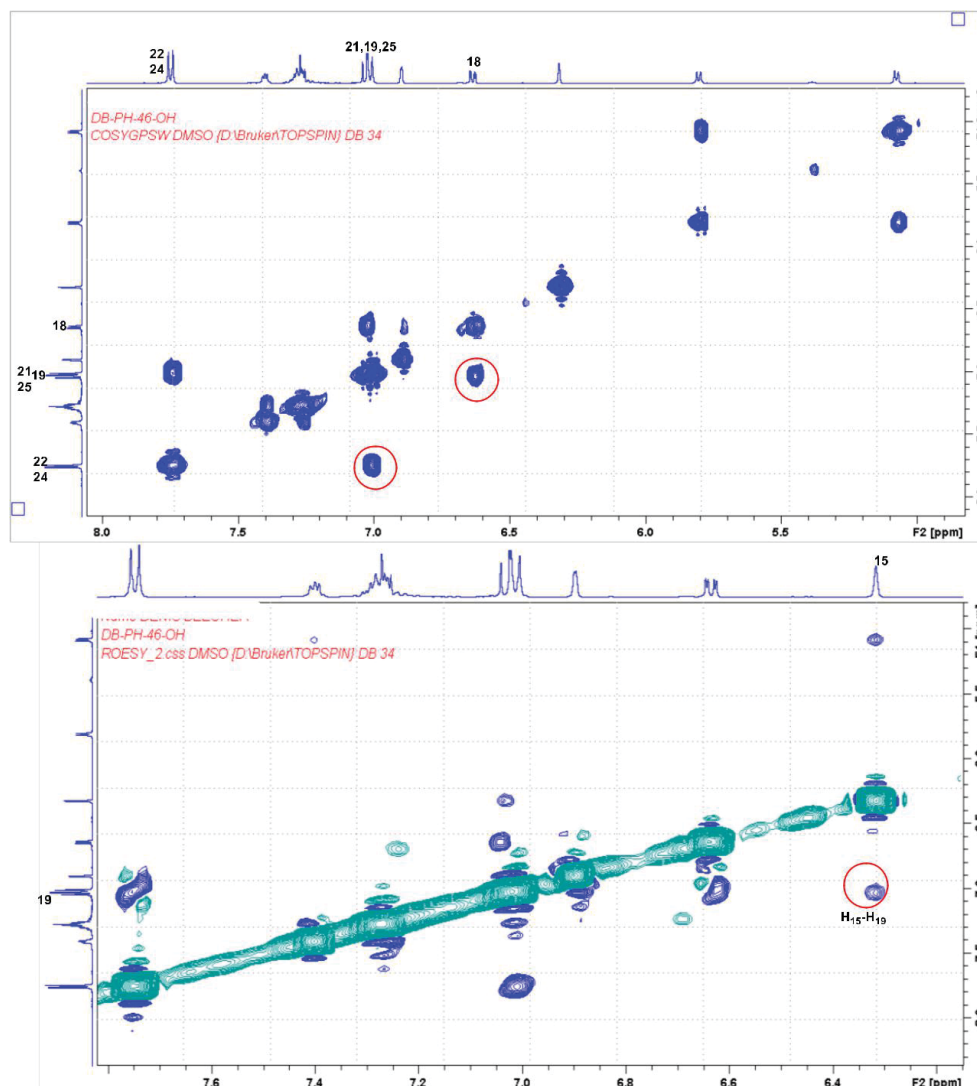 22
24
21,19,25
18
DB-PH-46-OH
COSYGPSW DMSO {D:\Bruker\TOPSPIN} DB 34
18
21 19
25
22
24
8.0 7.0 6.5 6.0 5.5 F2 [ppm]
15
DB-PH-46-OH
ROESY_2.css DMSO {D:\Bruker\TOPSPIN} DB 34
19
H15-H19
7.6 7.4 7.2 7.0 6.8 6.6 6.4 F2 [ppm]